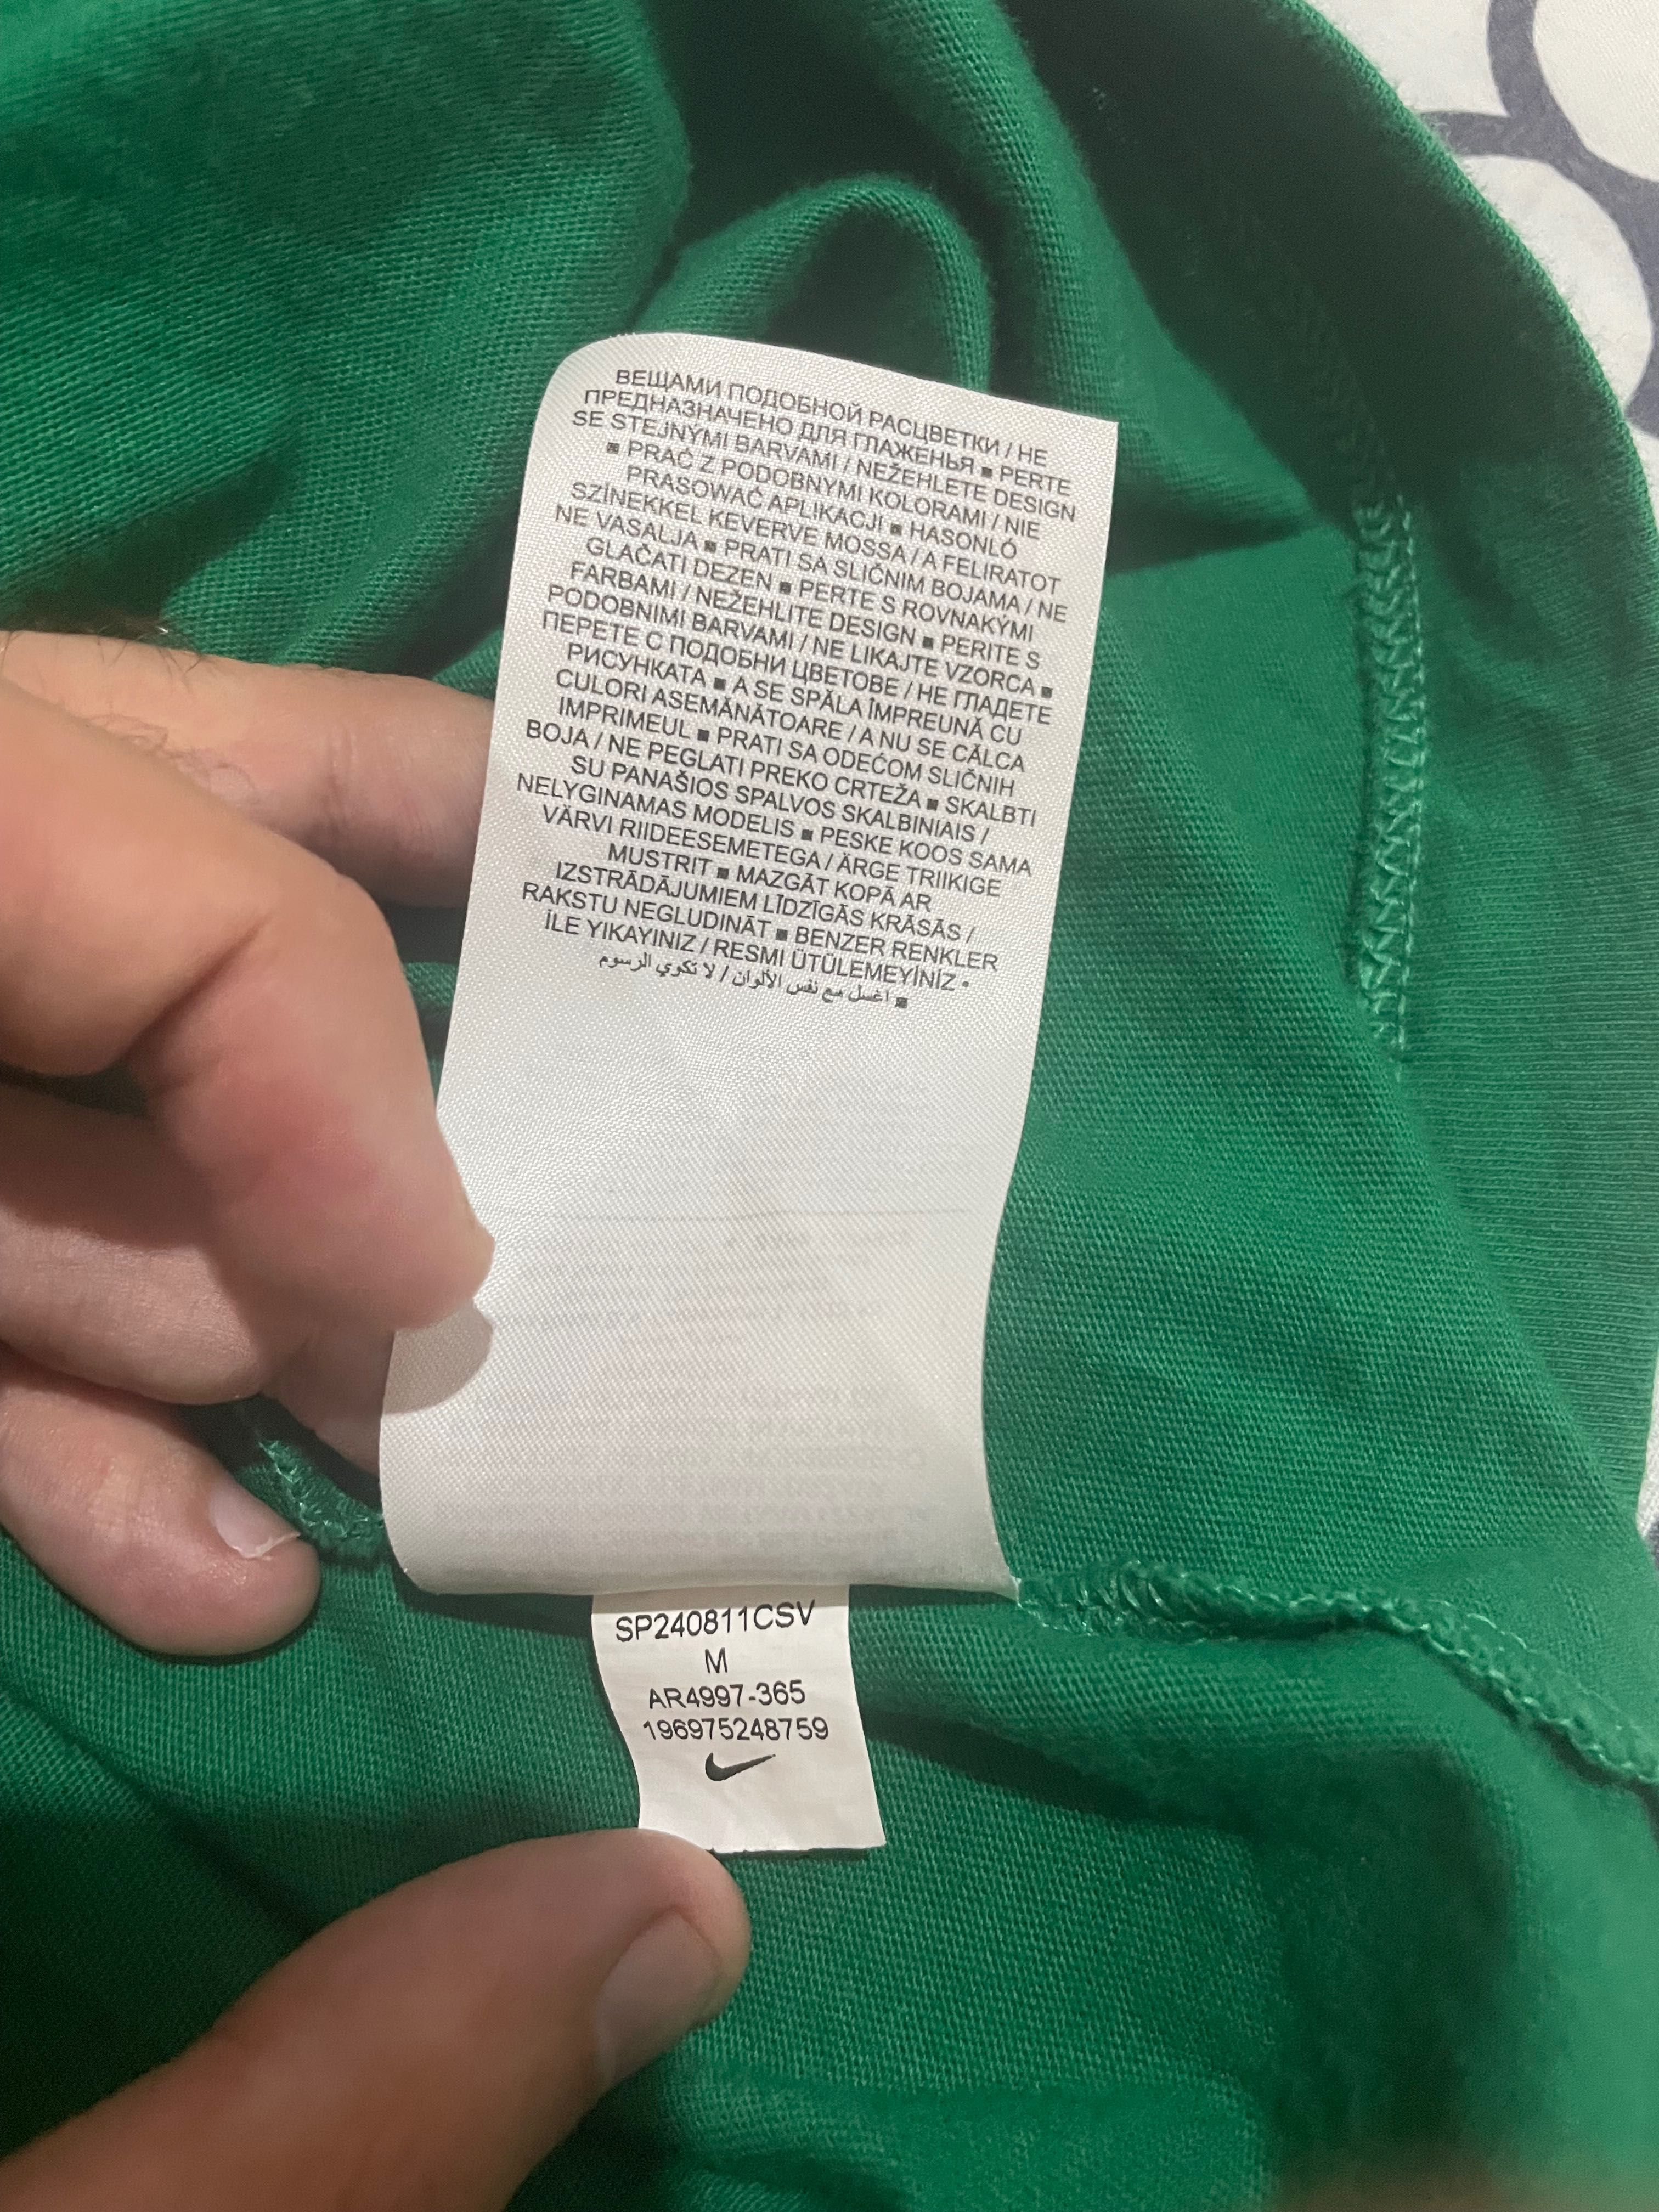 ВЕЩАМИ ПОДОБНОЙ РАСЦВЕТКИ / НЕ
ПРЕДНАЗНАЧЕНО ДЛЯ ГЛАЖЕНЬЯ ■ PERTE
SE STEJNÝMI BARVAMI / NEŽEHLETE DESIGN
■ PRAĆ Z PODOBNYMI KOLORAMI / NIE
PRASOWAĆ APLIKACJI ■ HASONLÓ
SZÍNEKKEL KEVERVE MOSSA / A FELIRATOT
NE VASALJA ■ PRATI SA SLIČNIM BOJAMA / NE
GLAČATI DEZEN ■ PERTE S ROVNAKÝMI
FARBAMI / NEŽEHLITE DESIGN ■ PERITE S
PODOBNIMI BARVAMI / NE LIKAJTE VZORCA ■
ПЕРЕТЕ С ПОДОБНИ ЦВЕТОВЕ / НЕ ГЛАДЕТЕ
РИСУНКАТА ■ A SE SPĂLA ÎMPREUNĂ CU
CULORI ASEMĂNĂTOARE / A NU SE CĂLCA
IMPRIMEUL ■ PRATI SA ODEĆOM SLIČNIH
BOJA / NE PEGLATI PREKO CRTEŽA ■ SKALBTI
SU PANAŠIOS SPALVOS SKALBINIAIS /
NELYGINAMAS MODELIS ■ PESKE KOOS SAMA
VÄRVI RIIDEESEMETEGA / ÄRGE TRIIKIGE
MUSTRIT ■ MAZGĀT KOPĀ AR
IZSTRĀDĀJUMIEM LĪDZĪGĀS KRĀSĀS /
RAKSTU NEGLUDINĀT ■ BENZER RENKLER
İLE YIKAYINIZ / RESMI ÜTÜLEMEYİNİZ •
■ اغسل مع نفس الألوان / لا تكوي الرسوم
SP240811CSV
M
AR4997-365
196975248759